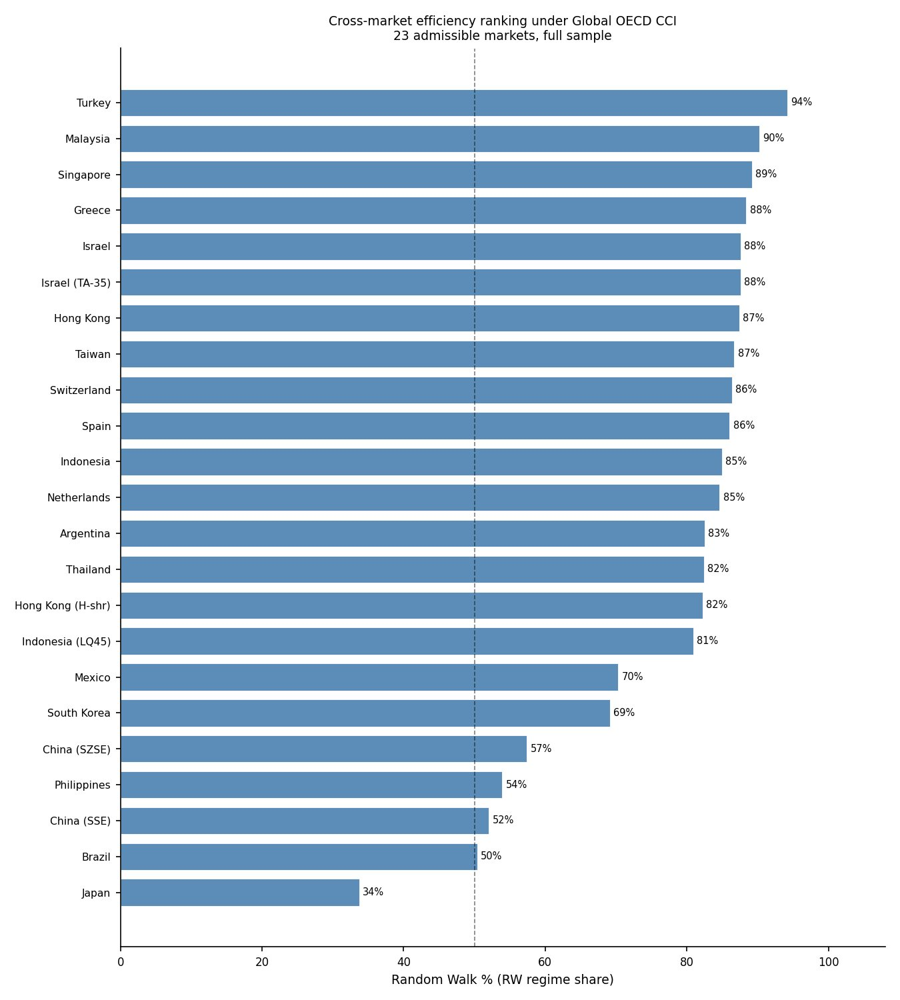 Cross-market efficiency ranking under Global OECD CCI
23 admissible markets, full sample
Turkey 94%
Malaysia 90%
Singapore 89%
Greece 88%
Israel 88%
Israel (TA-35) 88%
Hong Kong 87%
Taiwan 87%
Switzerland 86%
Spain 86%
Indonesia 85%
Netherlands 85%
Argentina 83%
Thailand 82%
Hong Kong (H-shr) 82%
Indonesia (LQ45) 81%
Mexico 70%
South Korea 69%
China (SZSE) 57%
Philippines 54%
China (SSE) 52%
Brazil 50%
Japan 34%
0 20 40 60 80 100
Random Walk % (RW regime share)